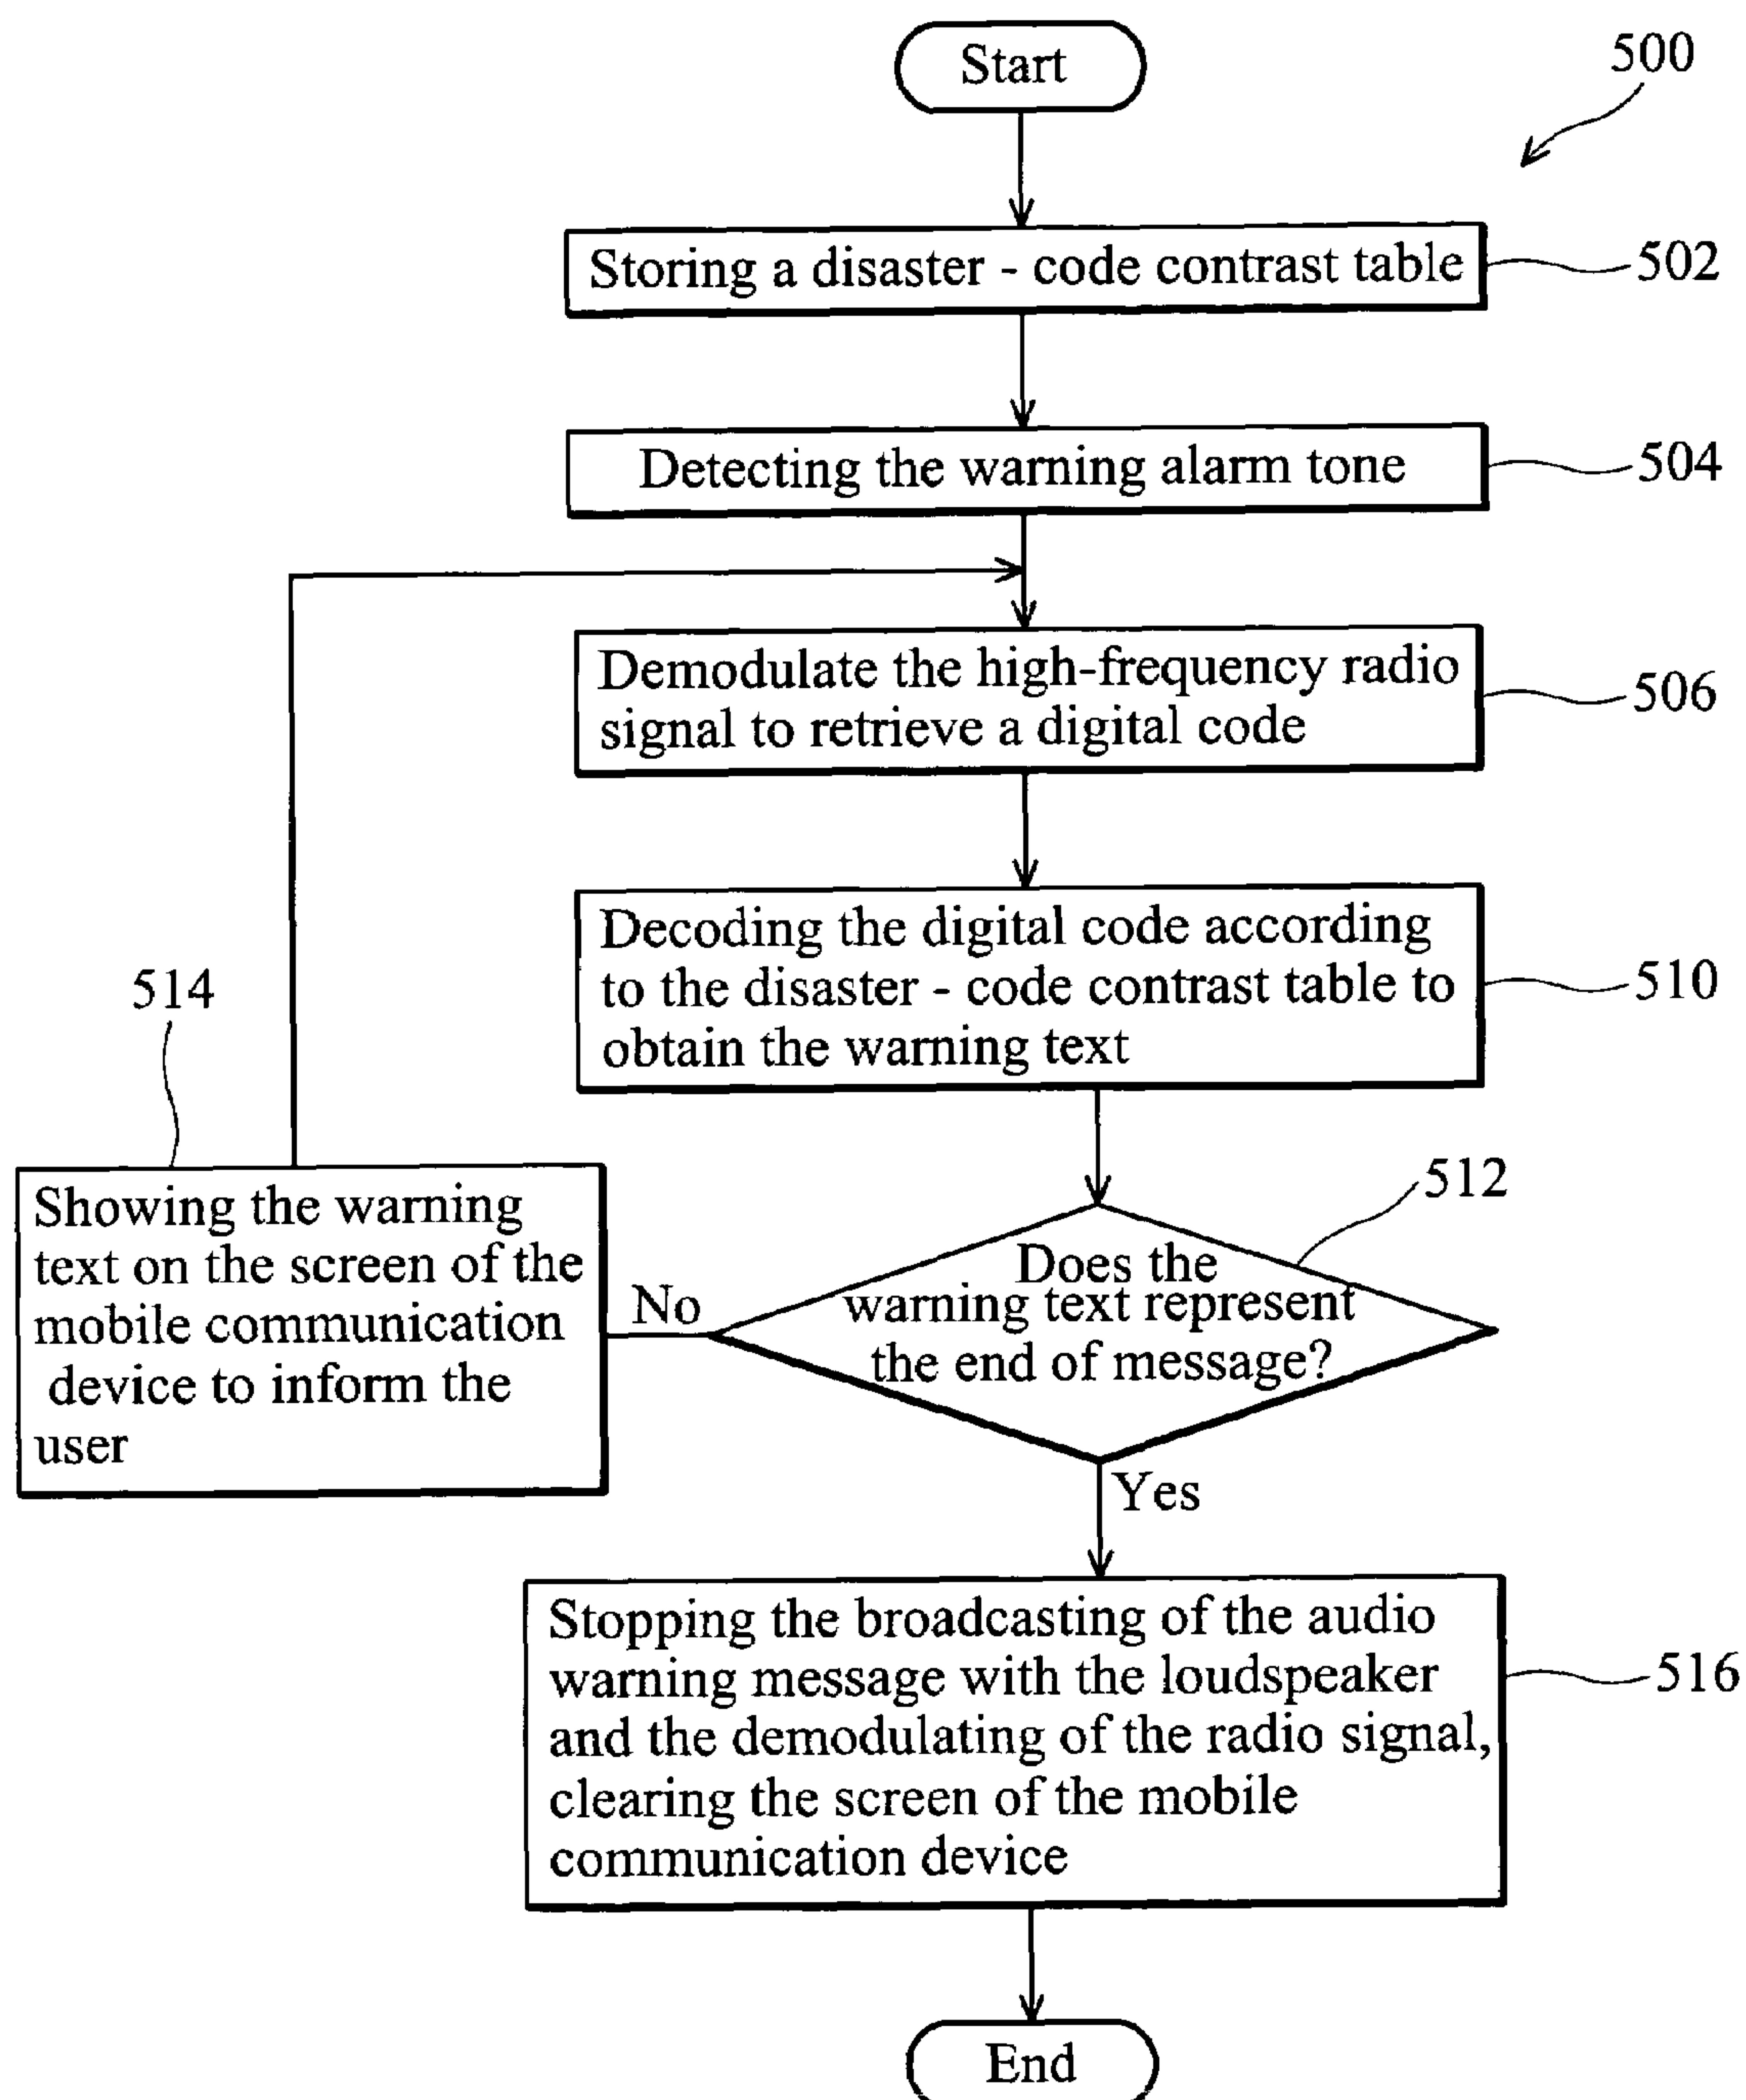 Start
500
Storing a disaster - code contrast table
502
Detecting the warning alarm tone
504
Demodulate the high-frequency radio
signal to retrieve a digital code
506
Decoding the digital code according
to the disaster - code contrast table to
obtain the warning text
510
514
Showing the warning
text on the screen of the
mobile communication
device to inform the
user
No
512
Does the
warning text represent
the end of message?
Yes
Stopping the broadcasting of the audio
warning message with the loudspeaker
and the demodulating of the radio signal,
clearing the screen of the mobile
communication device
516
End